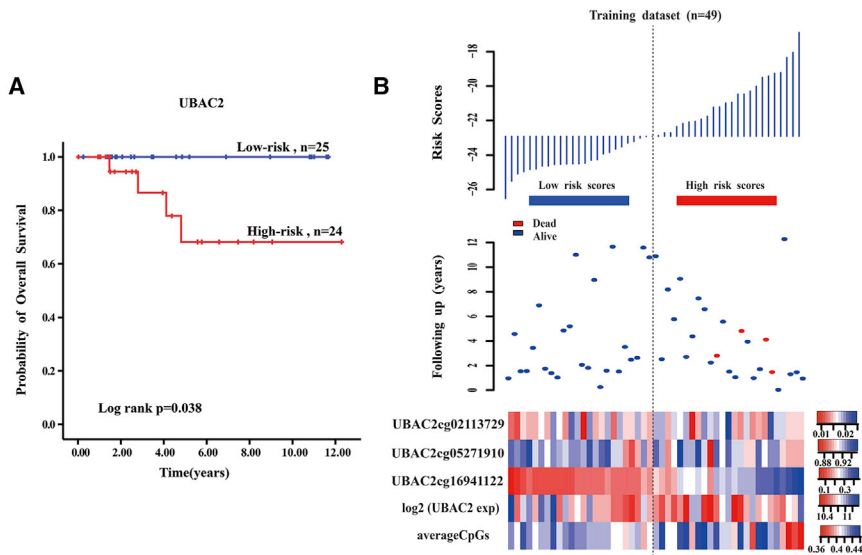 A
UBAC2
Probability of Overall Survival
1.0
0.8
0.6
0.4
0.2
0.0
Low-risk , n=25
High-risk , n=24
Log rank p=0.038
0.00 2.00 4.00 6.00 8.00 10.00 12.00
Time(years)
B
Training dataset (n=49)
Risk Scores
-18
-20
-22
-24
-26
Low risk scores
High risk scores
Dead
Alive
Following up (years)
12
10
8
6
4
2
0
UBAC2cg02113729
UBAC2cg05271910
UBAC2cg16941122
log2 (UBAC2 exp)
averageCpGs
0.01 0.02
0.88 0.92
0.1 0.3
10.4 11
0.36 0.4 0.44